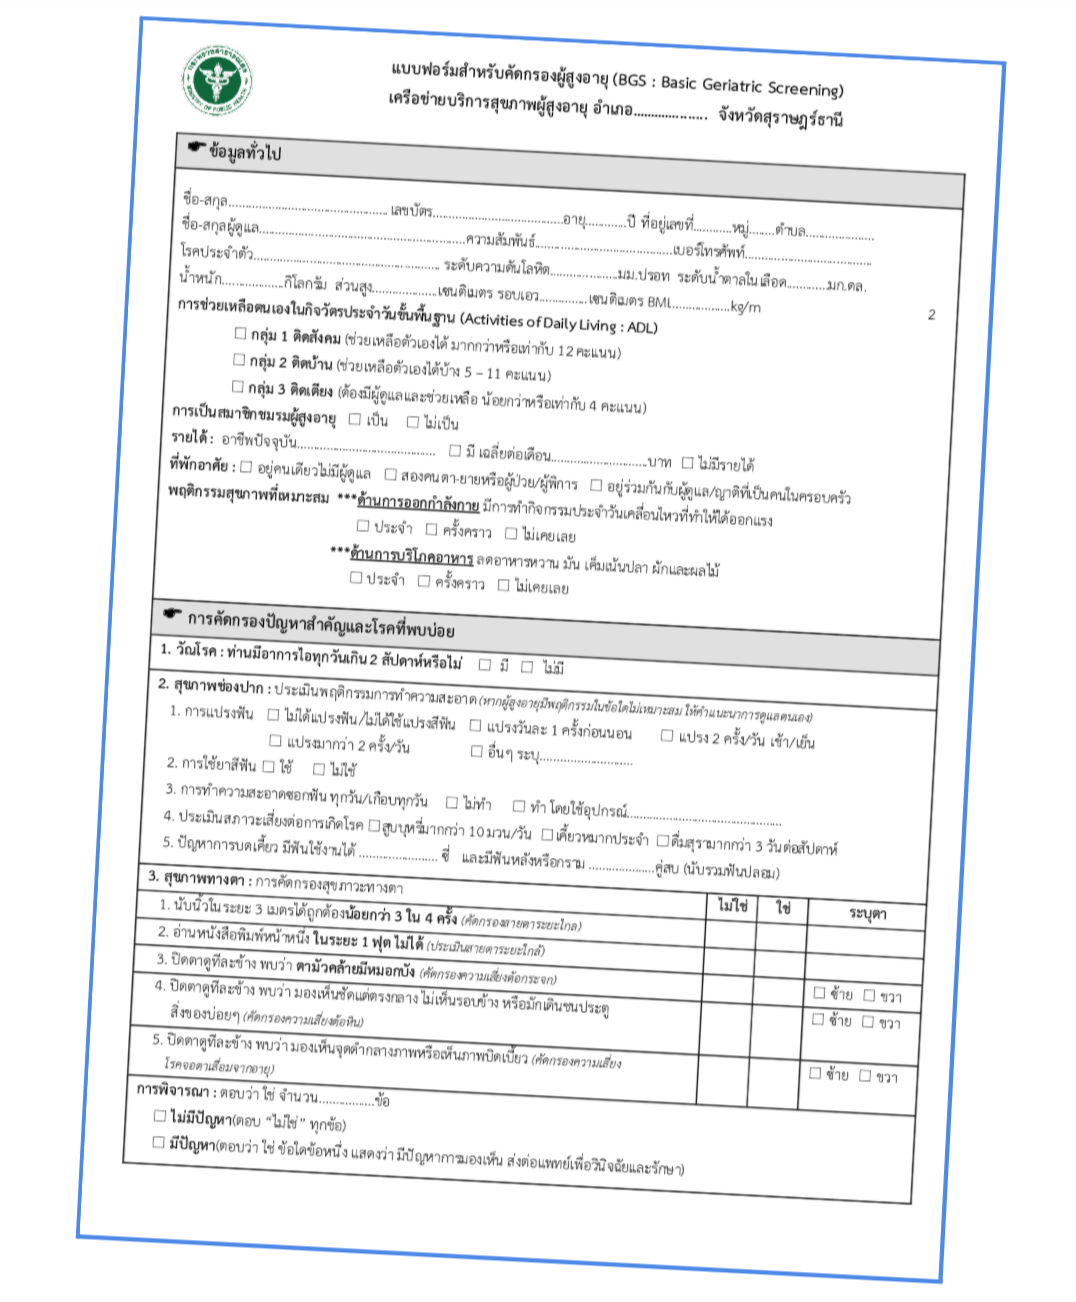 กระทรวงสาธารณสุข
MINISTRY OF PUBLIC HEALTH
แบบฟอร์มสำหรับคัดกรองผู้สูงอายุ (BGS : Basic Geriatric Screening)
เครือข่ายบริการสุขภาพผู้สูงอายุ อำเภอ..................... จังหวัดสุราษฎร์ธานี
☛ ข้อมูลทั่วไป
ชื่อ-สกุล................................................ เลขบัตร........................................อายุ............ปี ที่อยู่เลขที่............หมู่........ตำบล.....................
ชื่อ-สกุลผู้ดูแล..............................................................ความสัมพันธ์.........................................เบอร์โทรศัพท์......................................
โรคประจำตัว........................................................ ระดับความดันโลหิต....................มม.ปรอท ระดับน้ำตาลในเลือด............มก.ดล.
น้ำหนัก...................กิโลกรัม ส่วนสูง...................เซนติเมตร รอบเอว...............เซนติเมตร BMI..................kg/m 2
การช่วยเหลือตนเองในกิจวัตรประจำวันขั้นพื้นฐาน (Activities of Daily Living : ADL)
☐ กลุ่ม 1 ติดสังคม (ช่วยเหลือตัวเองได้ มากกว่าหรือเท่ากับ 12 คะแนน)
☐ กลุ่ม 2 ติดบ้าน (ช่วยเหลือตัวเองได้บ้าง 5 – 11 คะแนน)
☐ กลุ่ม 3 ติดเตียง (ต้องมีผู้ดูแลและช่วยเหลือ น้อยกว่าหรือเท่ากับ 4 คะแนน)
การเป็นสมาชิกชมรมผู้สูงอายุ ☐ เป็น ☐ ไม่เป็น
รายได้ : อาชีพปัจจุบัน.......................................... ☐ มี เฉลี่ยต่อเดือน.............................บาท ☐ ไม่มีรายได้
ที่พักอาศัย : ☐ อยู่คนเดียวไม่มีผู้ดูแล ☐ สองคนตา-ยายหรือผู้ป่วย/ผู้พิการ ☐ อยู่ร่วมกันกับผู้ดูแล/ญาติที่เป็นคนในครอบครัว
พฤติกรรมสุขภาพที่เหมาะสม ***ด้านการออกกำลังกาย มีการทำกิจกรรมประจำวันเคลื่อนไหวที่ทำให้ได้ออกแรง
☐ ประจำ ☐ ครั้งคราว ☐ ไม่เคยเลย
***ด้านการบริโภคอาหาร ลดอาหารหวาน มัน เค็มเน้นปลา ผักและผลไม้
☐ ประจำ ☐ ครั้งคราว ☐ ไม่เคยเลย
☛ การคัดกรองปัญหาสำคัญและโรคที่พบบ่อย
1. วัณโรค : ท่านมีอาการไอทุกวันเกิน 2 สัปดาห์หรือไม่ ☐ มี ☐ ไม่มี
2. สุขภาพช่องปาก : ประเมินพฤติกรรมการทำความสะอาด (หากผู้สูงอายุมีพฤติกรรมในข้อใดไม่เหมาะสม ให้คำแนะนำการดูแลตนเอง)
1. การแปรงฟัน ☐ ไม่ได้แปรงฟัน/ไม่ได้ใช้แปรงสีฟัน ☐ แปรงวันละ 1 ครั้งก่อนนอน ☐ แปรง 2 ครั้ง/วัน เช้า/เย็น
☐ แปรงมากว่า 2 ครั้ง/วัน ☐ อื่นๆ ระบุ............................
2. การใช้ยาสีฟัน ☐ ใช้ ☐ ไม่ใช้
3. การทำความสะอาดซอกฟัน ทุกวัน/เกือบทุกวัน ☐ ไม่ทำ ☐ ทำ โดยใช้อุปกรณ์..............................................
4. ประเมินสภาวะเสี่ยงต่อการเกิดโรค ☐สูบบุหรี่มากกว่า 10 มวน/วัน ☐เคี้ยวหมากประจำ ☐ดื่มสุรามากกว่า 3 วันต่อสัปดาห์
5. ปัญหาการบดเคี้ยว มีฟันใช้งานได้ ........................ ซี่ และมีฟันหลังหรือกราม ....................คู่สบ (นับรวมฟันปลอม)
3. สุขภาพทางตา : การคัดกรองสุขภาวะทางตา ไม่ใช่ ใช่ ระบุตา
1. นับนิ้วในระยะ 3 เมตรได้ถูกต้องน้อยกว่า 3 ใน 4 ครั้ง (คัดกรองสายตาระยะไกล)
2. อ่านหนังสือพิมพ์หน้าหนึ่ง ในระยะ 1 ฟุต ไม่ได้ (ประเมินสายตาระยะใกล้)
3. ปิดตาดูทีละข้าง พบว่า ตามัวคล้ายมีหมอกบัง (คัดกรองความเสี่ยงต้อกระจก) ☐ ซ้าย ☐ ขวา
4. ปิดตาดูทีละข้าง พบว่า มองเห็นชัดแต่ตรงกลาง ไม่เห็นรอบข้าง หรือมักเดินชนประตู ☐ ซ้าย ☐ ขวา
สิ่งของบ่อยๆ (คัดกรองความเสี่ยงต้อหิน)
5. ปิดตาดูทีละข้าง พบว่า มองเห็นจุดดำกลางภาพหรือเห็นภาพบิดเบี้ยว (คัดกรองความเสี่ยง ☐ ซ้าย ☐ ขวา
โรคจอตาเสื่อมจากอายุ)
การพิจารณา : ตอบว่า ใช่ จำนวน.................ข้อ
☐ ไม่มีปัญหา(ตอบ “ไม่ใช่” ทุกข้อ)
☐ มีปัญหา(ตอบว่า ใช่ ข้อใดข้อหนึ่ง แสดงว่า มีปัญหาการมองเห็น ส่งต่อแพทย์เพื่อวินิจฉัยและรักษา)